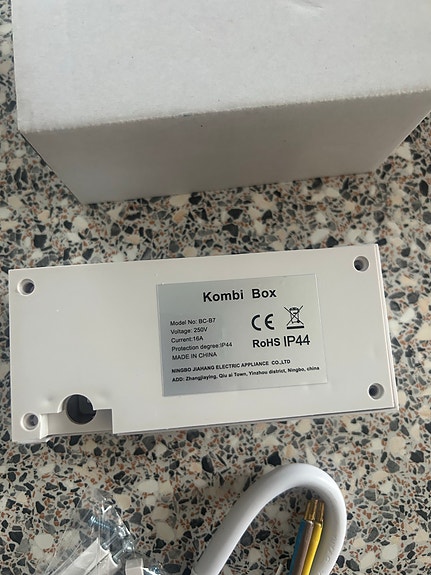 Kombi Box
Model No: BC-B7
Voltage: 250V
Current:16A
Protection degree:IP44
MADE IN CHINA
CE
RoHS IP44
NINGBO JIAHANG ELECTRIC APPLIANCE CO.,LTD
ADD: Zhangjiaying, Qiu ai Town, Yinzhou district, Ningbo, china